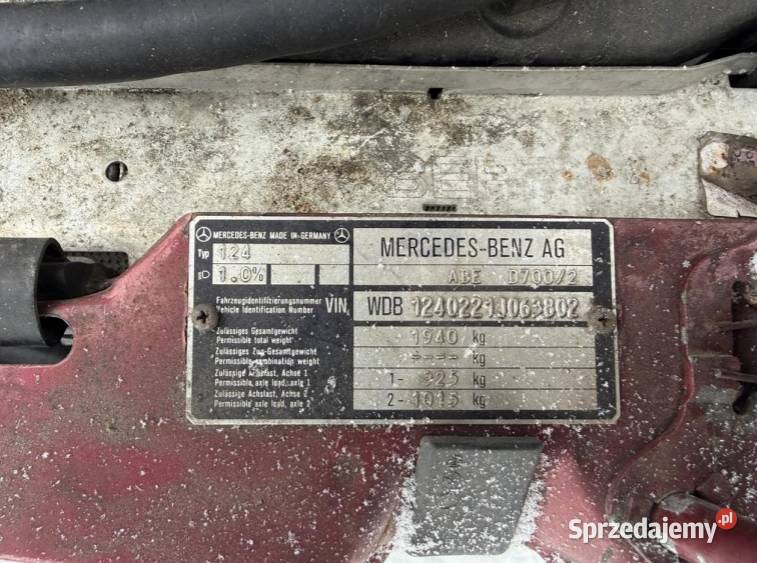 MERCEDES-BENZ MADE IN GERMANY
MERCEDES-BENZ AG
Typ 124
1.0%
ABE D700/2
Fahrzeugidentifizierungsnummer
Vehicle Identification Number
VIN
WDB 1240221J063802
Zulässiges Gesamtgewicht
Permissible total weight
1940 kg
Zulässiges Zug-Gesamtgewicht
Permissible combination weight
---- kg
Zulässige Achslast, Achse 1
Permissible axle load, axle 1
1- 925 kg
Zulässige Achslast, Achse 2
Permissible axle load, axle 2
2- 1015 kg
Sprzedajemy.pl